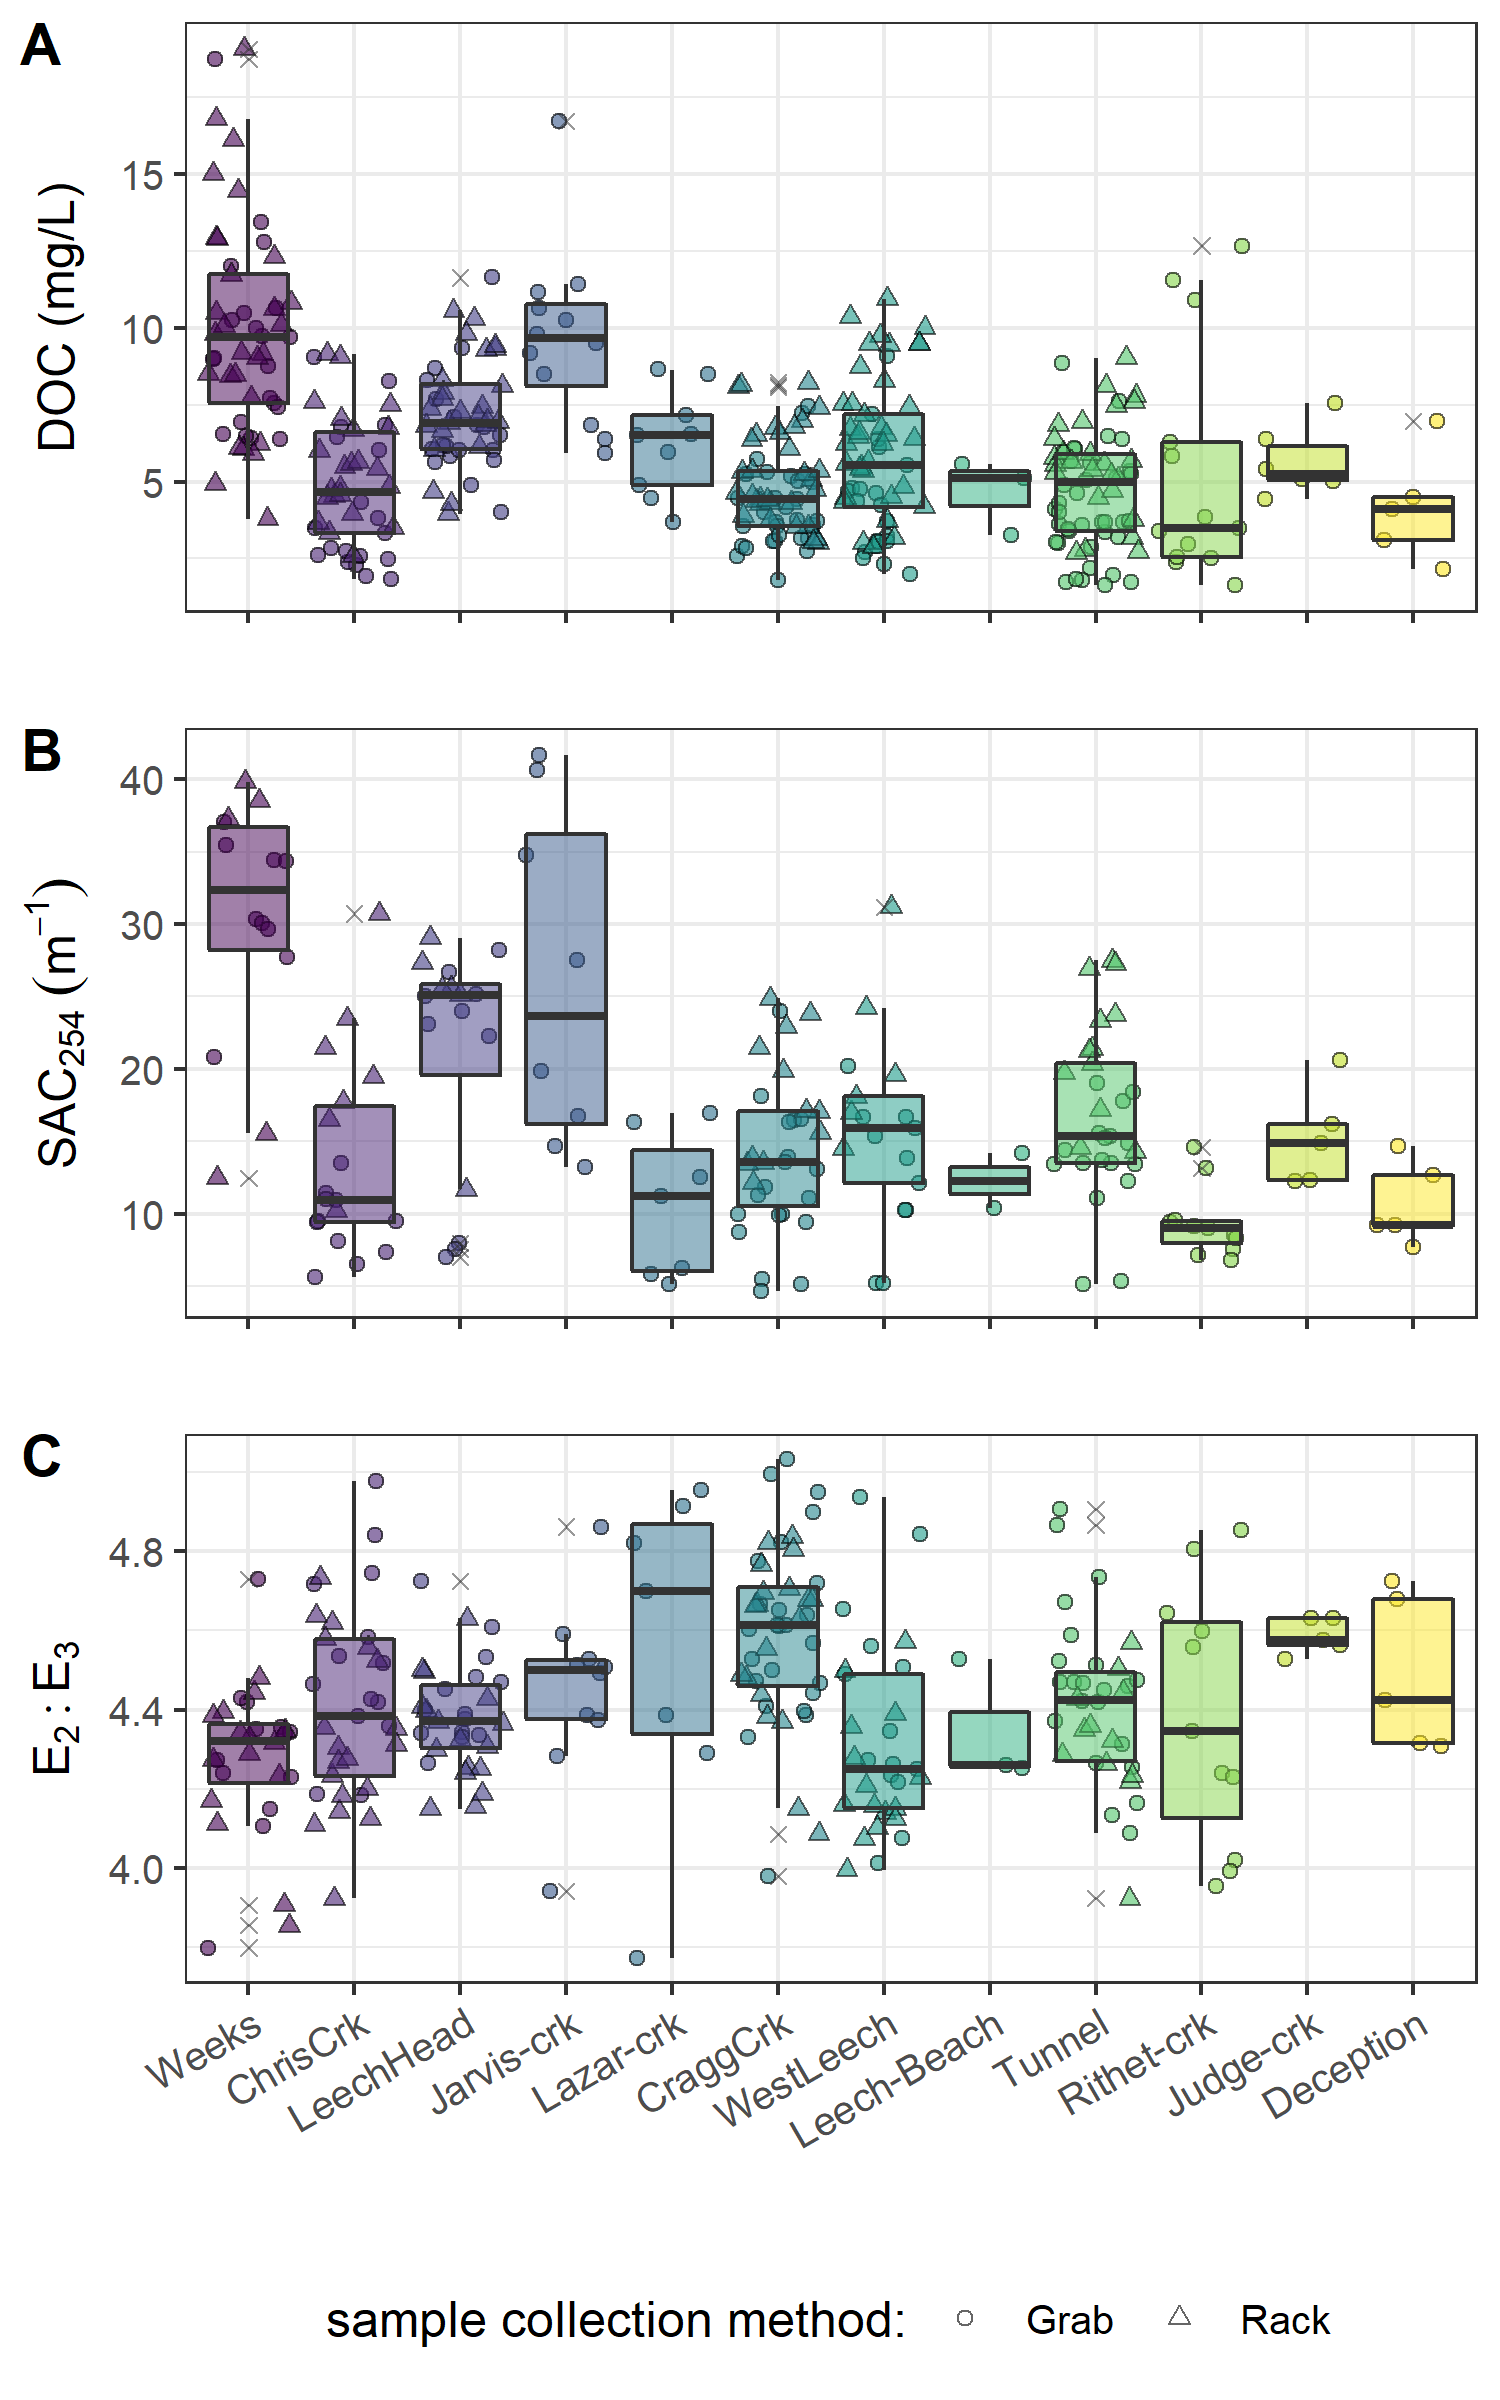 A
DOC (mg/L)
15
10
5
B
SAC₂₅₄ (m⁻¹)
40
30
20
10
C
E₂ : E₃
4.8
4.4
4.0
Weeks
ChrisCrk
LeechHead
Jarvis-crk
Lazar-crk
CraggCrk
WestLeech
Leech-Beach
Tunnel
Rithet-crk
Judge-crk
Deception
sample collection method: Grab Rack